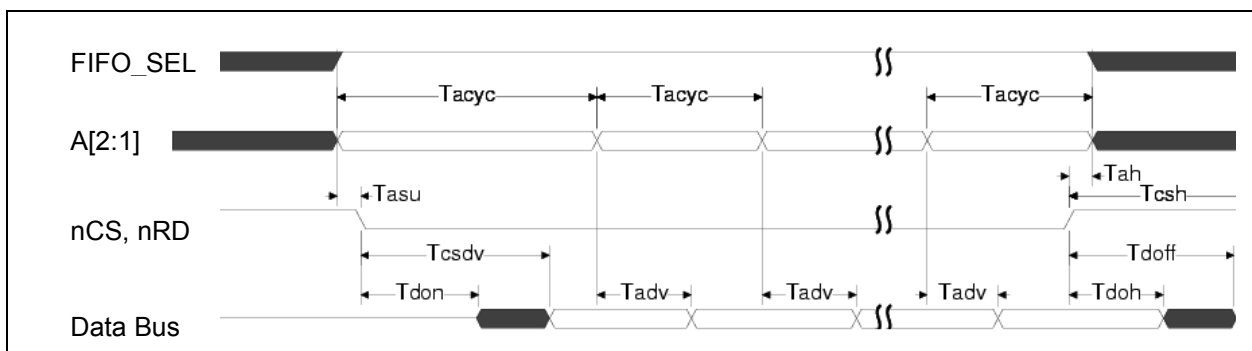 FIFO_SEL
Tacyc Tacyc Tacyc
A[2:1]
Tah
Tasu Tcsh
nCS, nRD
Tcsdv Tdoff
Tdon Tadv Tadv Tadv Tdoh
Data Bus